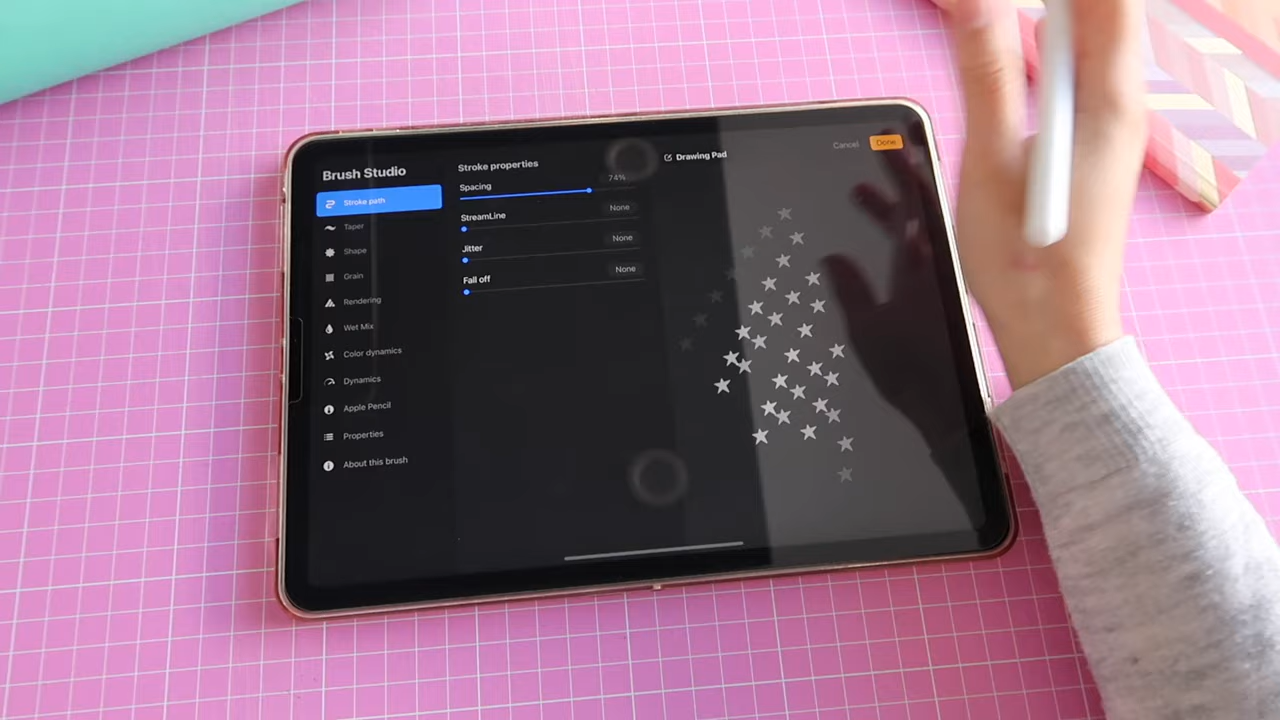 Brush Studio
Stroke path
Taper
Shape
Grain
Rendering
Wet Mix
Color dynamics
Dynamics
Apple Pencil
Properties
About this brush
Stroke properties
Spacing 74%
StreamLine None
Jitter None
Fall off None
Drawing Pad
Cancel Done